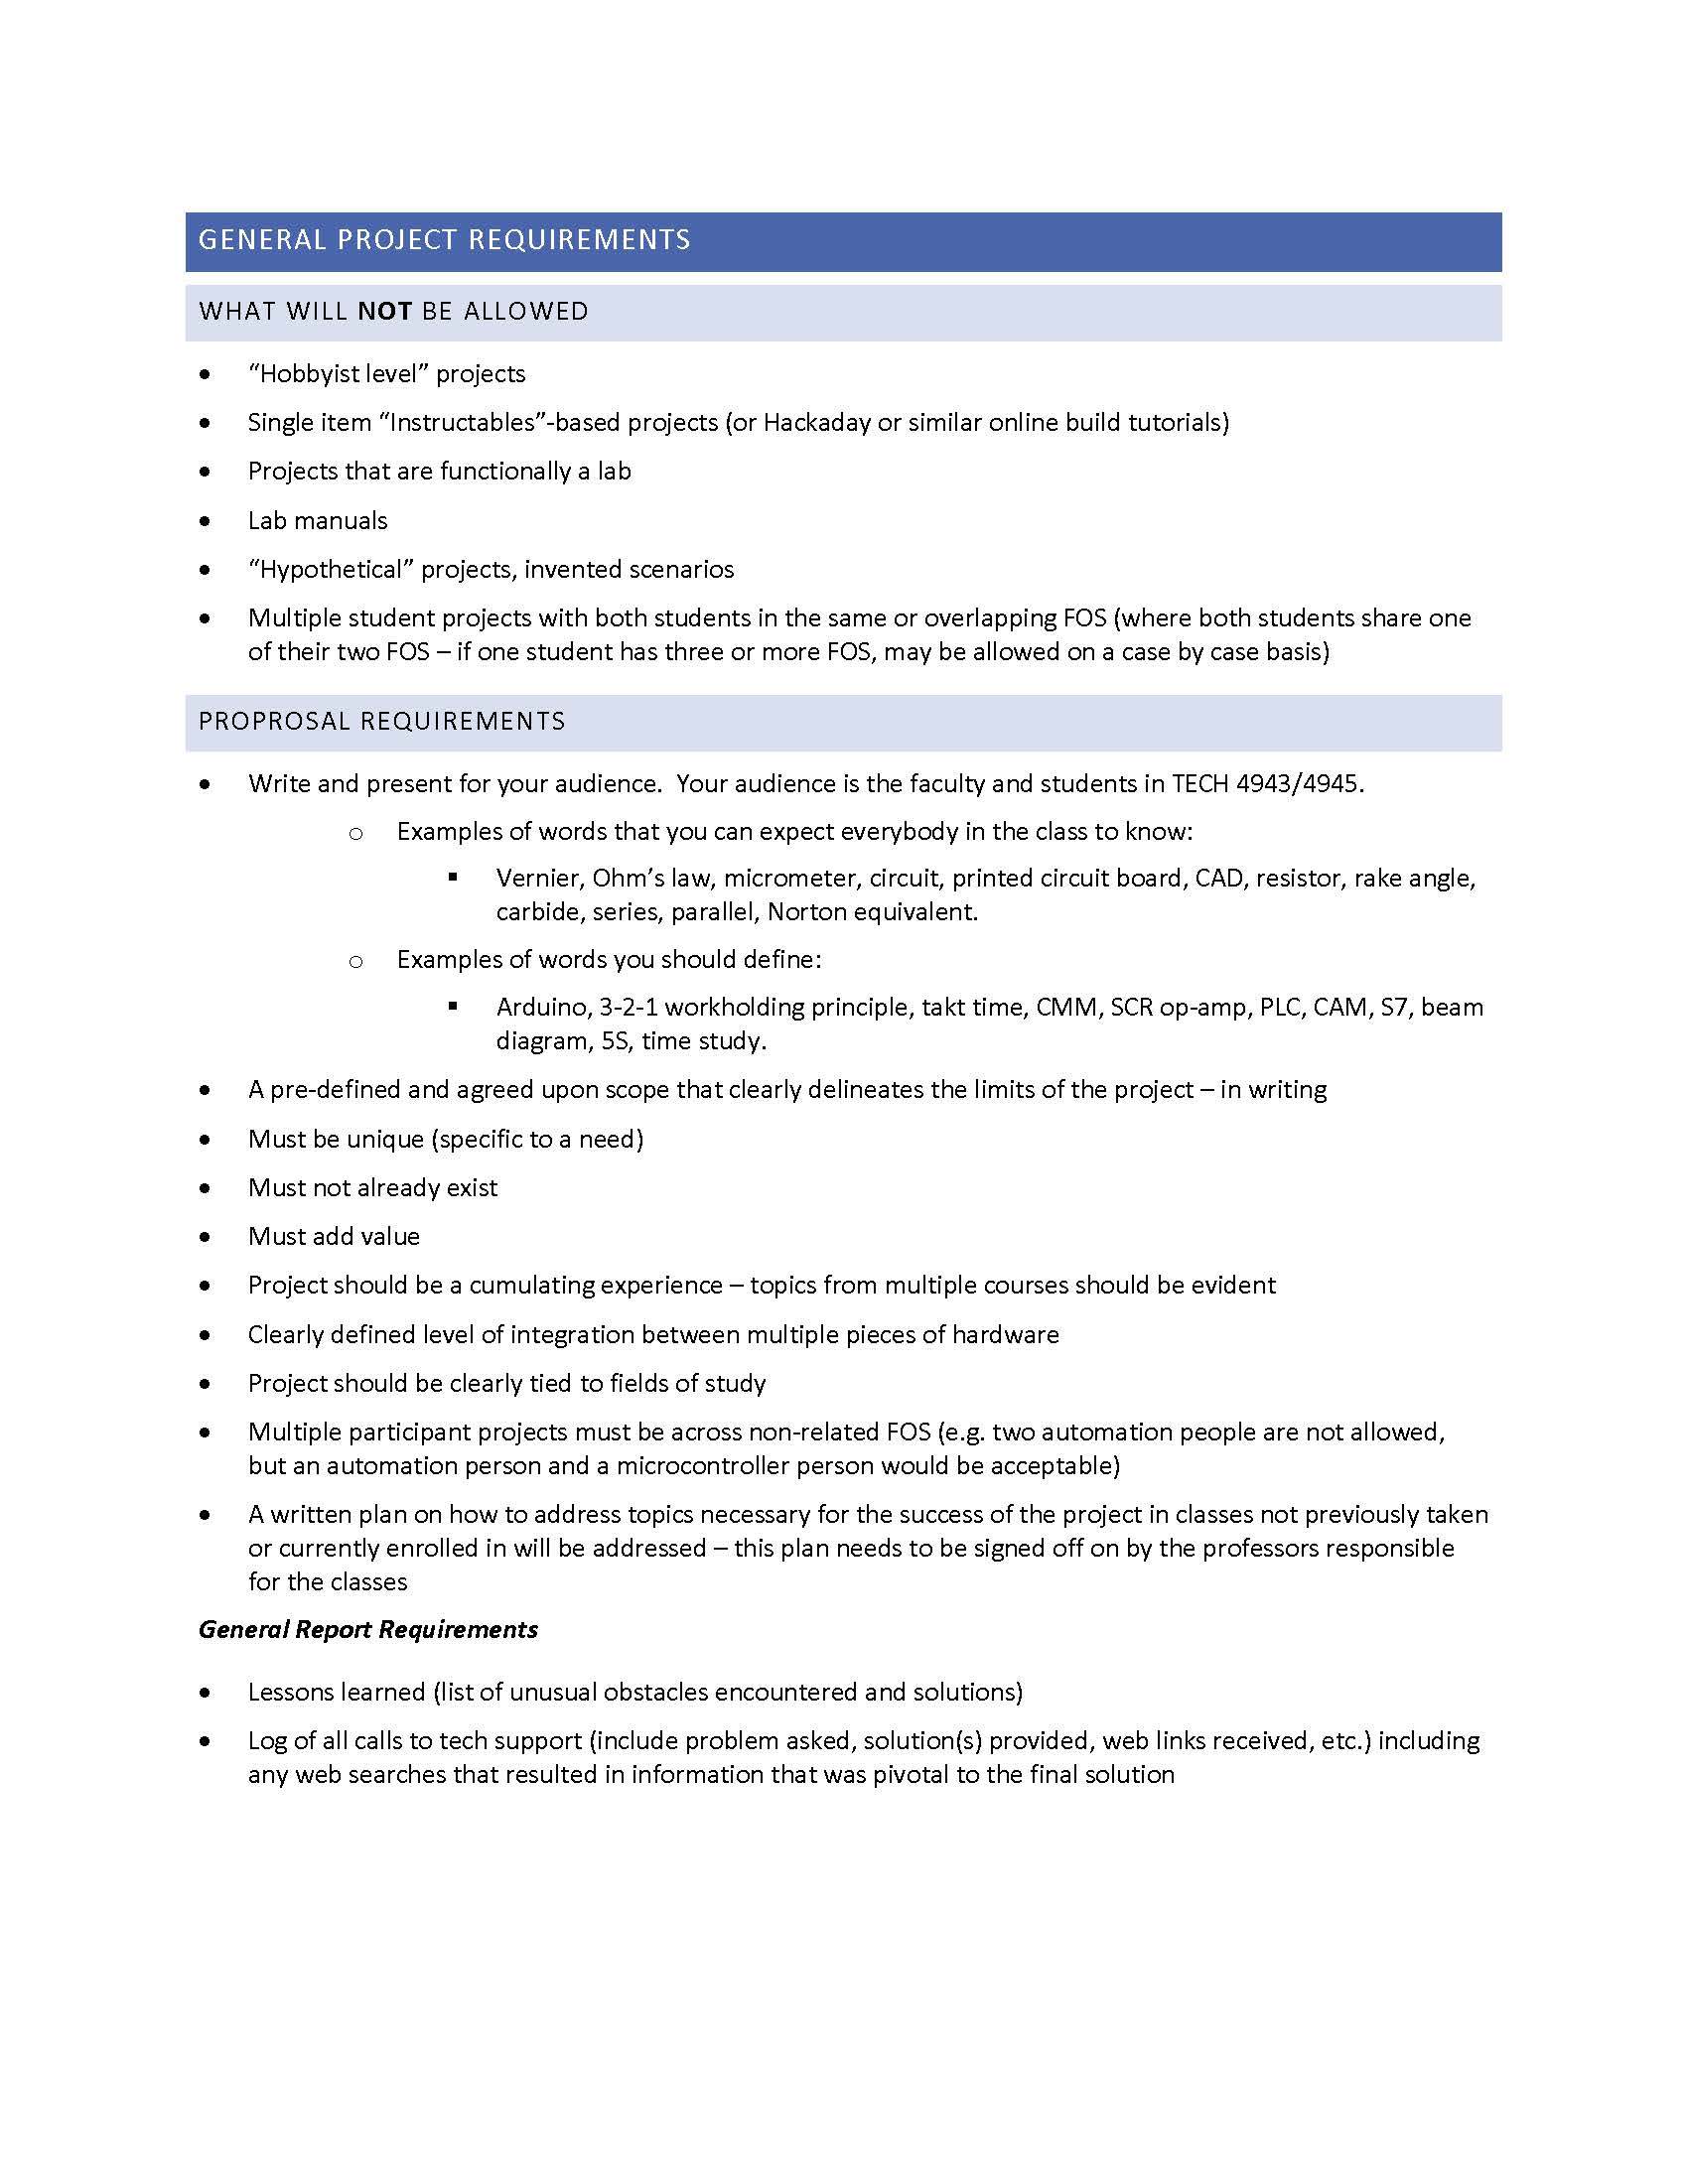 GENERAL PROJECT REQUIREMENTS
WHAT WILL NOT BE ALLOWED
• “Hobbyist level” projects
• Single item “Instructables”-based projects (or Hackaday or similar online build tutorials)
• Projects that are functionally a lab
• Lab manuals
• “Hypothetical” projects, invented scenarios
• Multiple student projects with both students in the same or overlapping FOS (where both students share one
of their two FOS – if one student has three or more FOS, may be allowed on a case by case basis)
PROPROSAL REQUIREMENTS
• Write and present for your audience.  Your audience is the faculty and students in TECH 4943/4945.
o Examples of words that you can expect everybody in the class to know:
▪ Vernier, Ohm’s law, micrometer, circuit, printed circuit board, CAD, resistor, rake angle,
carbide, series, parallel, Norton equivalent.
o Examples of words you should define:
▪ Arduino, 3-2-1 workholding principle, takt time, CMM, SCR op-amp, PLC, CAM, S7, beam
diagram, 5S, time study.
• A pre-defined and agreed upon scope that clearly delineates the limits of the project – in writing
• Must be unique (specific to a need)
• Must not already exist
• Must add value
• Project should be a cumulating experience – topics from multiple courses should be evident
• Clearly defined level of integration between multiple pieces of hardware
• Project should be clearly tied to fields of study
• Multiple participant projects must be across non-related FOS (e.g. two automation people are not allowed,
but an automation person and a microcontroller person would be acceptable)
• A written plan on how to address topics necessary for the success of the project in classes not previously taken
or currently enrolled in will be addressed – this plan needs to be signed off on by the professors responsible
for the classes
General Report Requirements
• Lessons learned (list of unusual obstacles encountered and solutions)
• Log of all calls to tech support (include problem asked, solution(s) provided, web links received, etc.) including
any web searches that resulted in information that was pivotal to the final solution